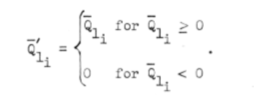 Q̅′₁ᵢ = { Q̅₁ᵢ for Q̅₁ᵢ ≥ 0
0 for Q̅₁ᵢ < 0 .